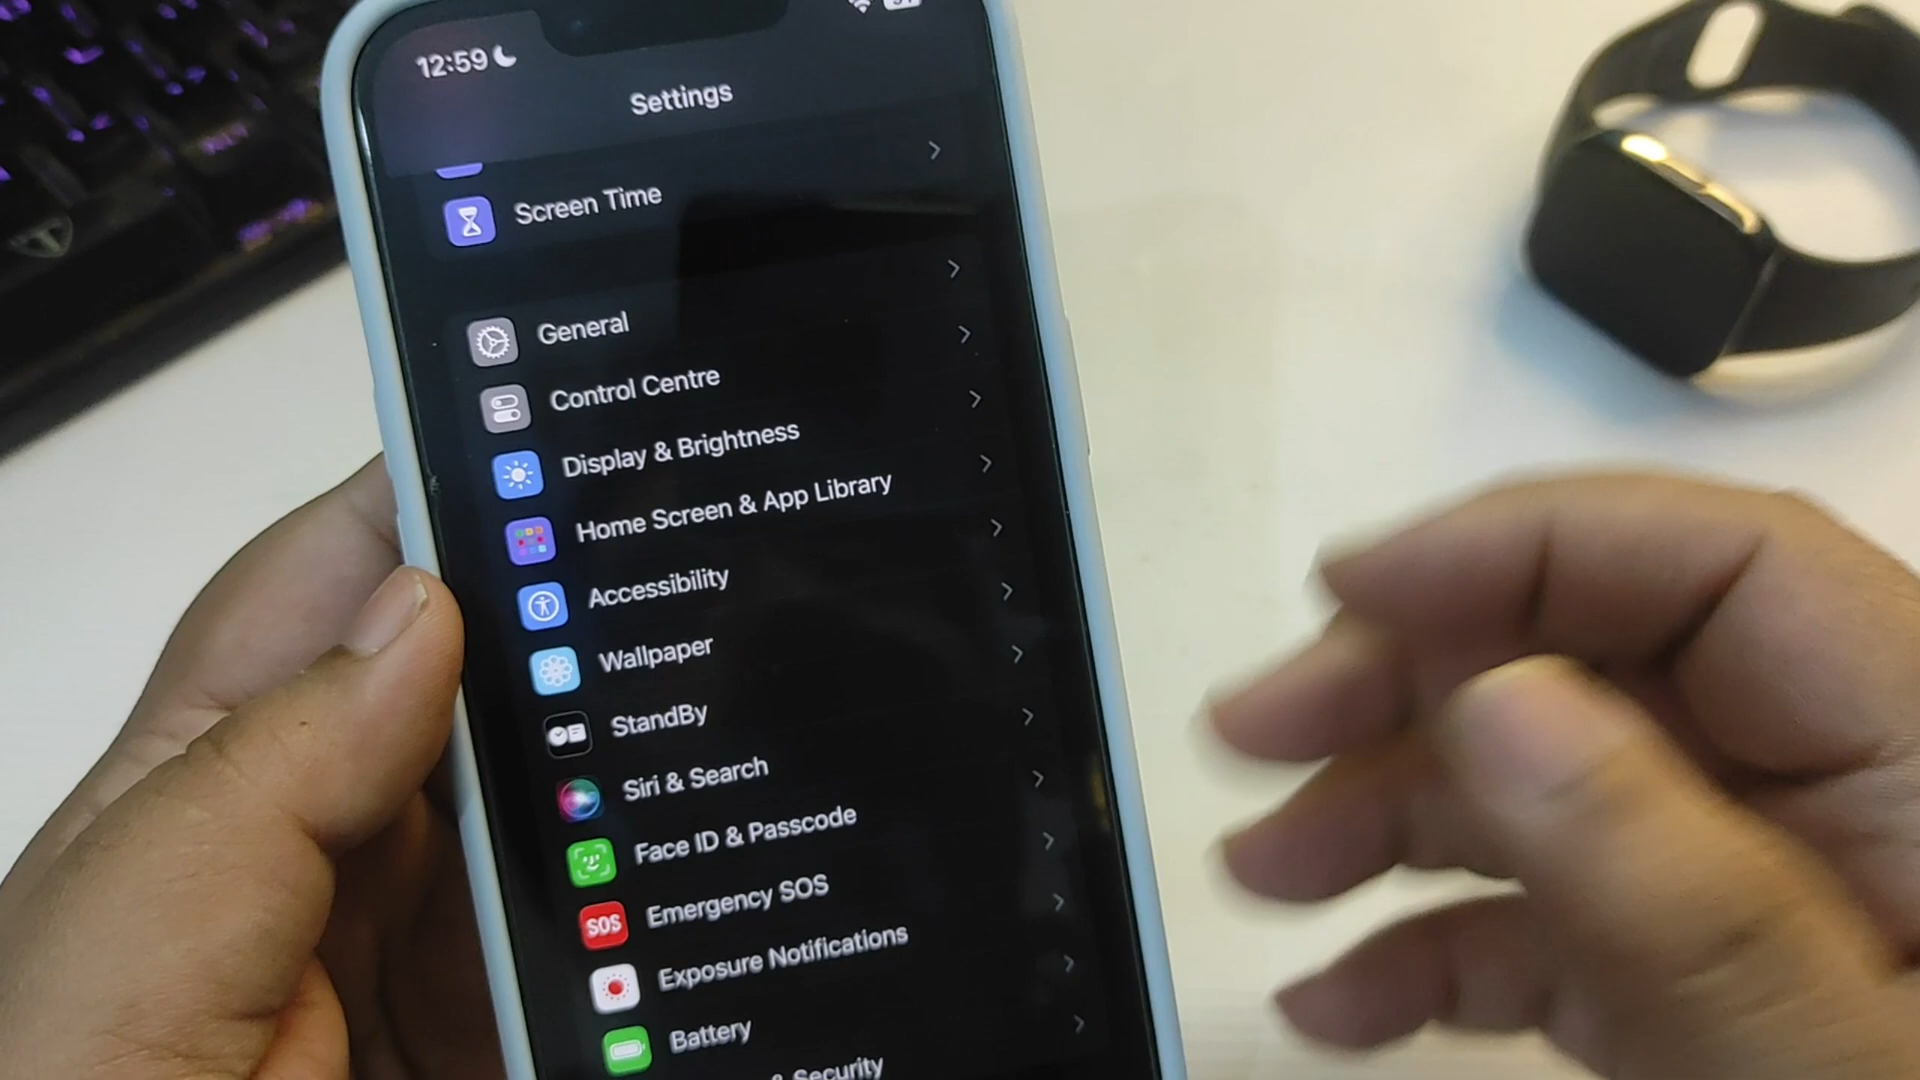 12:59
Settings
Screen Time
General
Control Centre
Display & Brightness
Home Screen & App Library
Accessibility
Wallpaper
StandBy
Siri & Search
Face ID & Passcode
SOS
Emergency SOS
Exposure Notifications
Battery
& Security